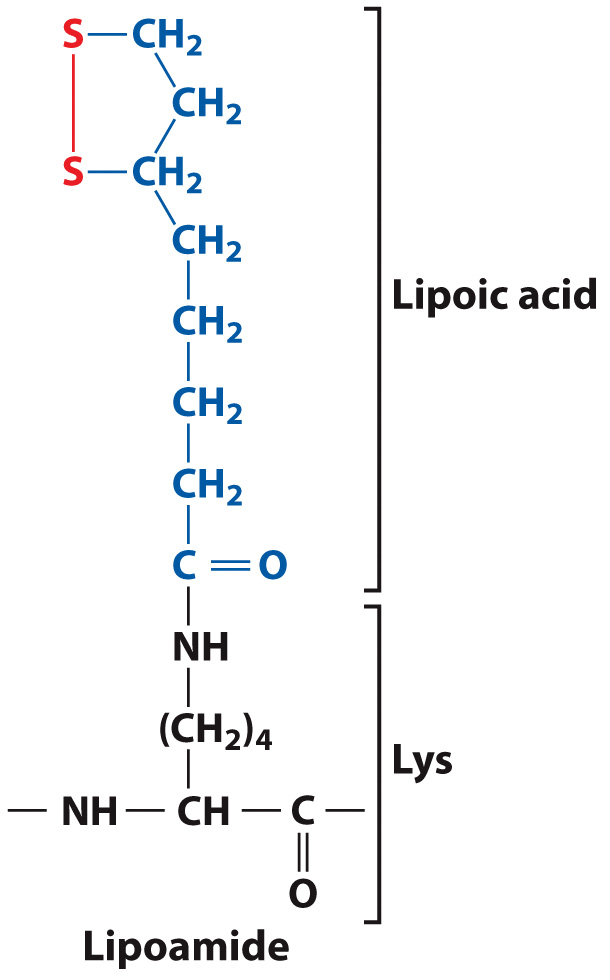 S—CH₂
CH₂
S—CH₂
CH₂
Lipoic acid
CH₂
CH₂
CH₂
C=O
NH
(CH₂)₄
Lys
—NH—CH—C—
O
Lipoamide